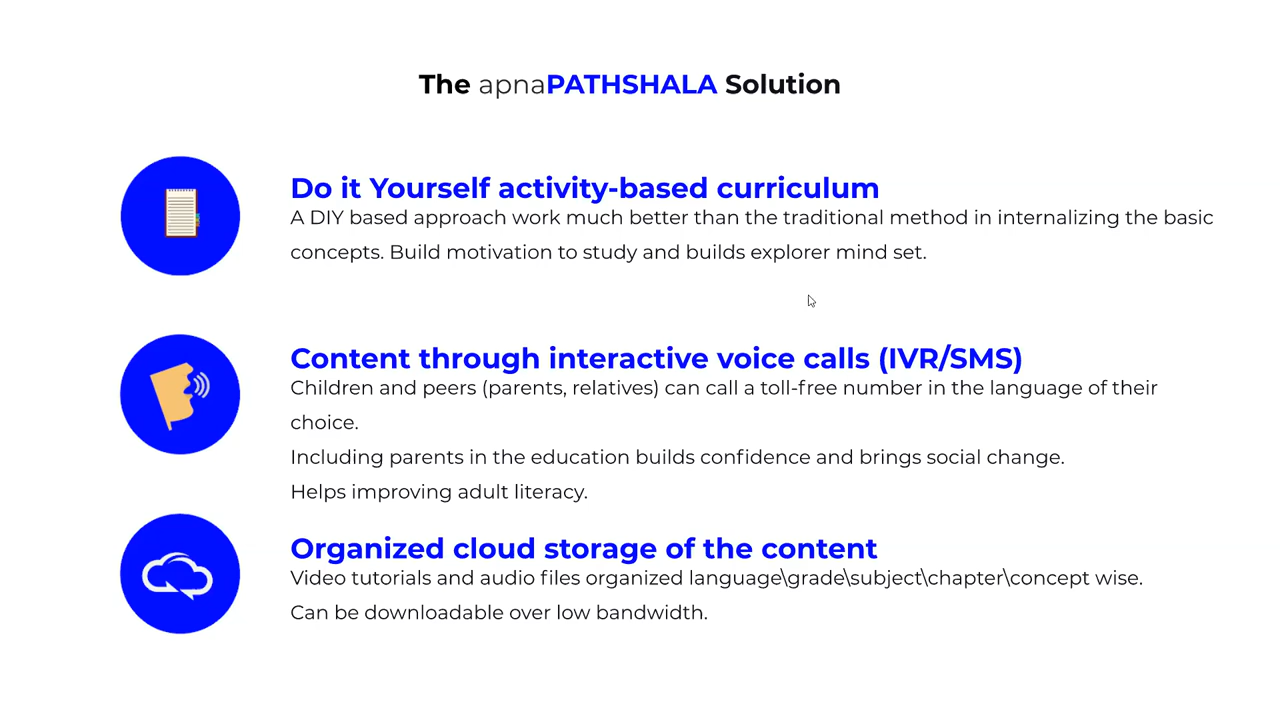 The apnaPATHSHALA Solution
Do it Yourself activity-based curriculum
A DIY based approach work much better than the traditional method in internalizing the basic
concepts. Build motivation to study and builds explorer mind set.
Content through interactive voice calls (IVR/SMS)
Children and peers (parents, relatives) can call a toll-free number in the language of their
choice.
Including parents in the education builds confidence and brings social change.
Helps improving adult literacy.
Organized cloud storage of the content
Video tutorials and audio files organized language\grade\subject\chapter\concept wise.
Can be downloadable over low bandwidth.